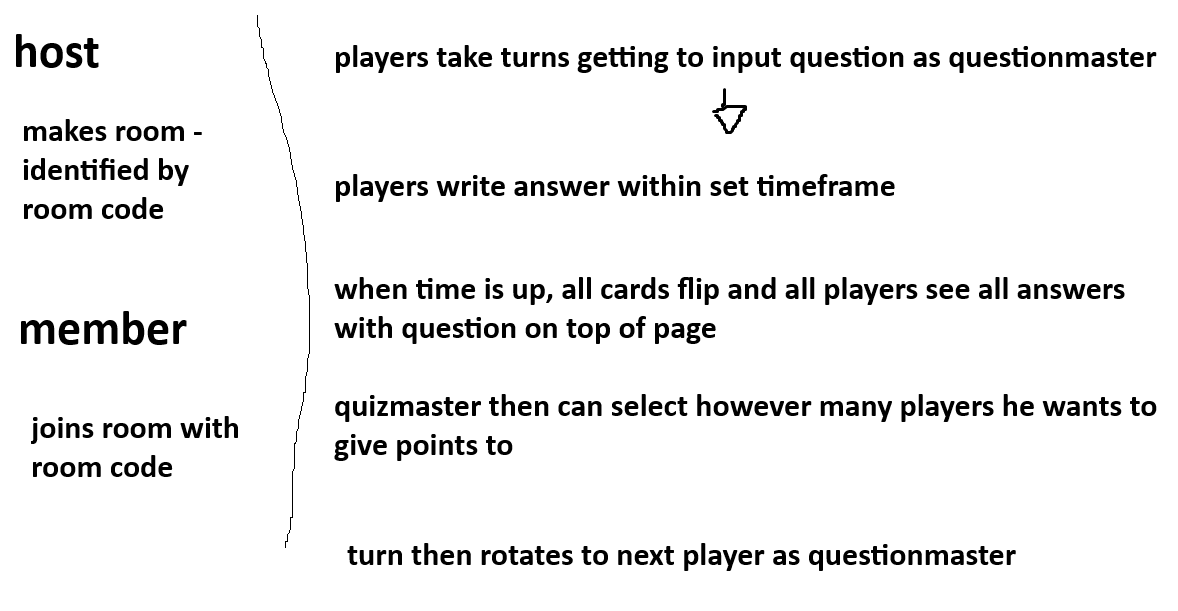 host
makes room -
identified by
room code
member
joins room with
room code
players take turns getting to input question as questionmaster
players write answer within set timeframe
when time is up, all cards flip and all players see all answers
with question on top of page
quizmaster then can select however many players he wants to
give points to
turn then rotates to next player as questionmaster